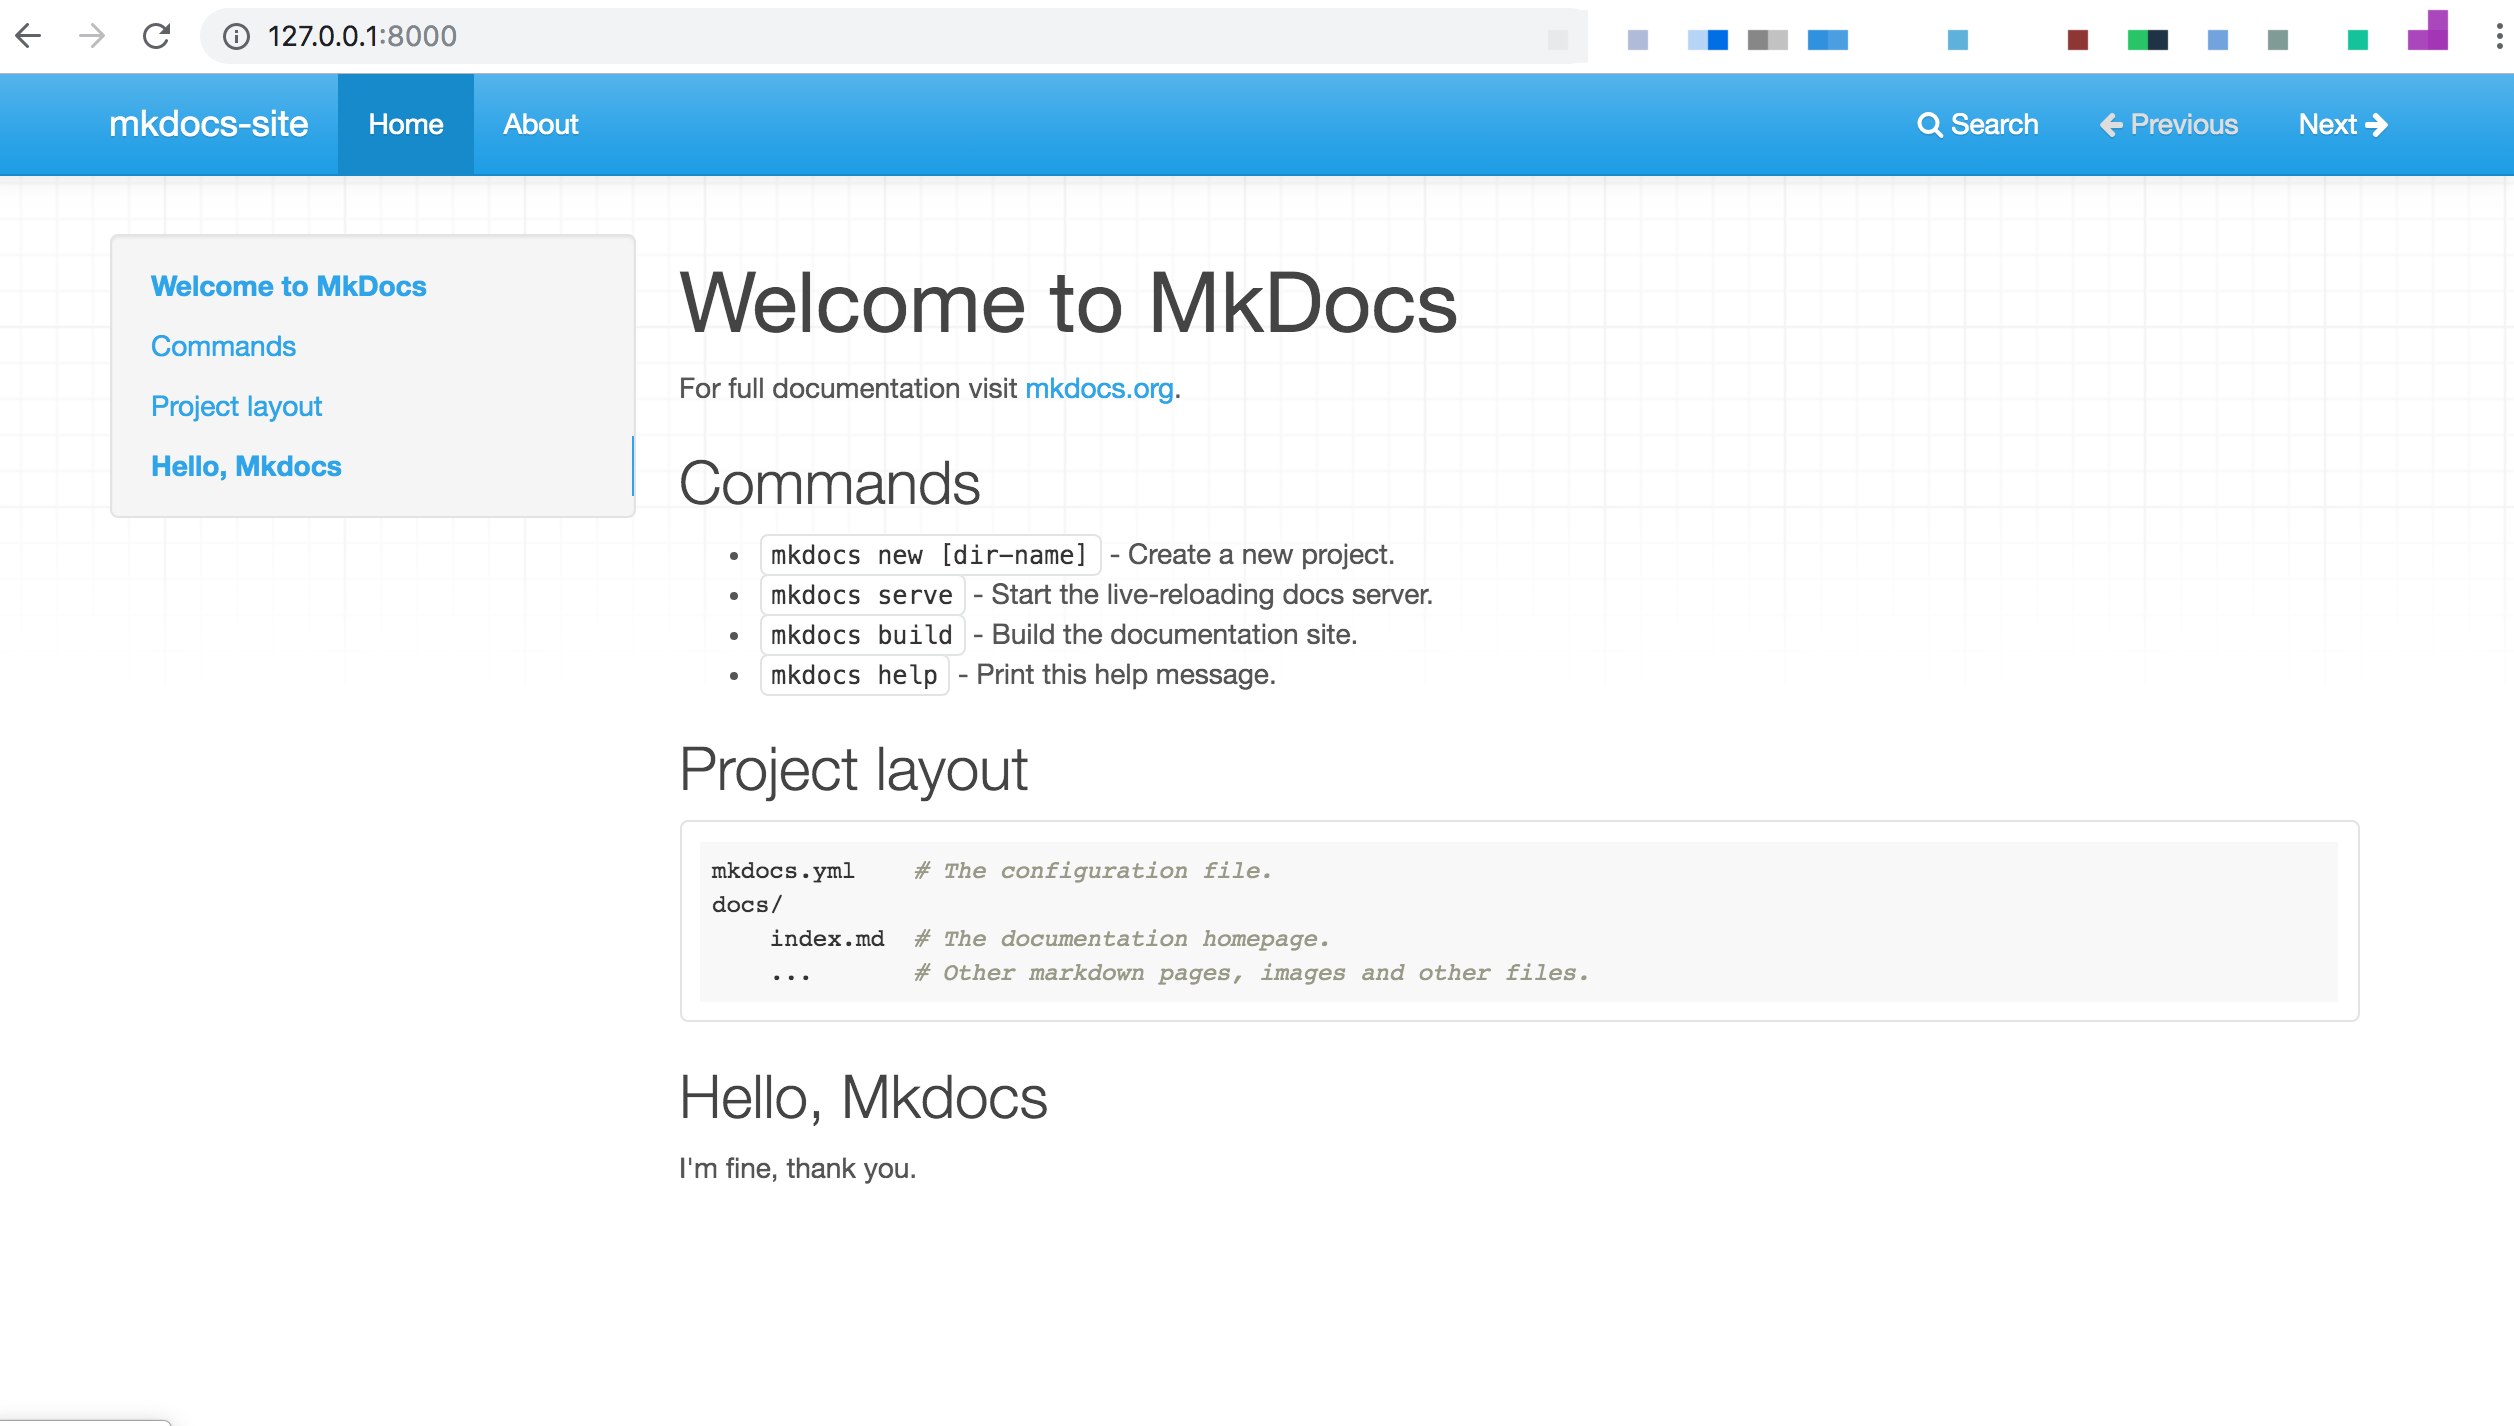 127.0.0.1:8000
mkdocs-site Home About Search Previous Next
Welcome to MkDocs
Commands
Project layout
Hello, Mkdocs
Welcome to MkDocs
For full documentation visit mkdocs.org.
Commands
mkdocs new [dir-name] - Create a new project.
mkdocs serve - Start the live-reloading docs server.
mkdocs build - Build the documentation site.
mkdocs help - Print this help message.
Project layout
mkdocs.yml    # The configuration file.
docs/
    index.md  # The documentation homepage.
    ...       # Other markdown pages, images and other files.
Hello, Mkdocs
I'm fine, thank you.